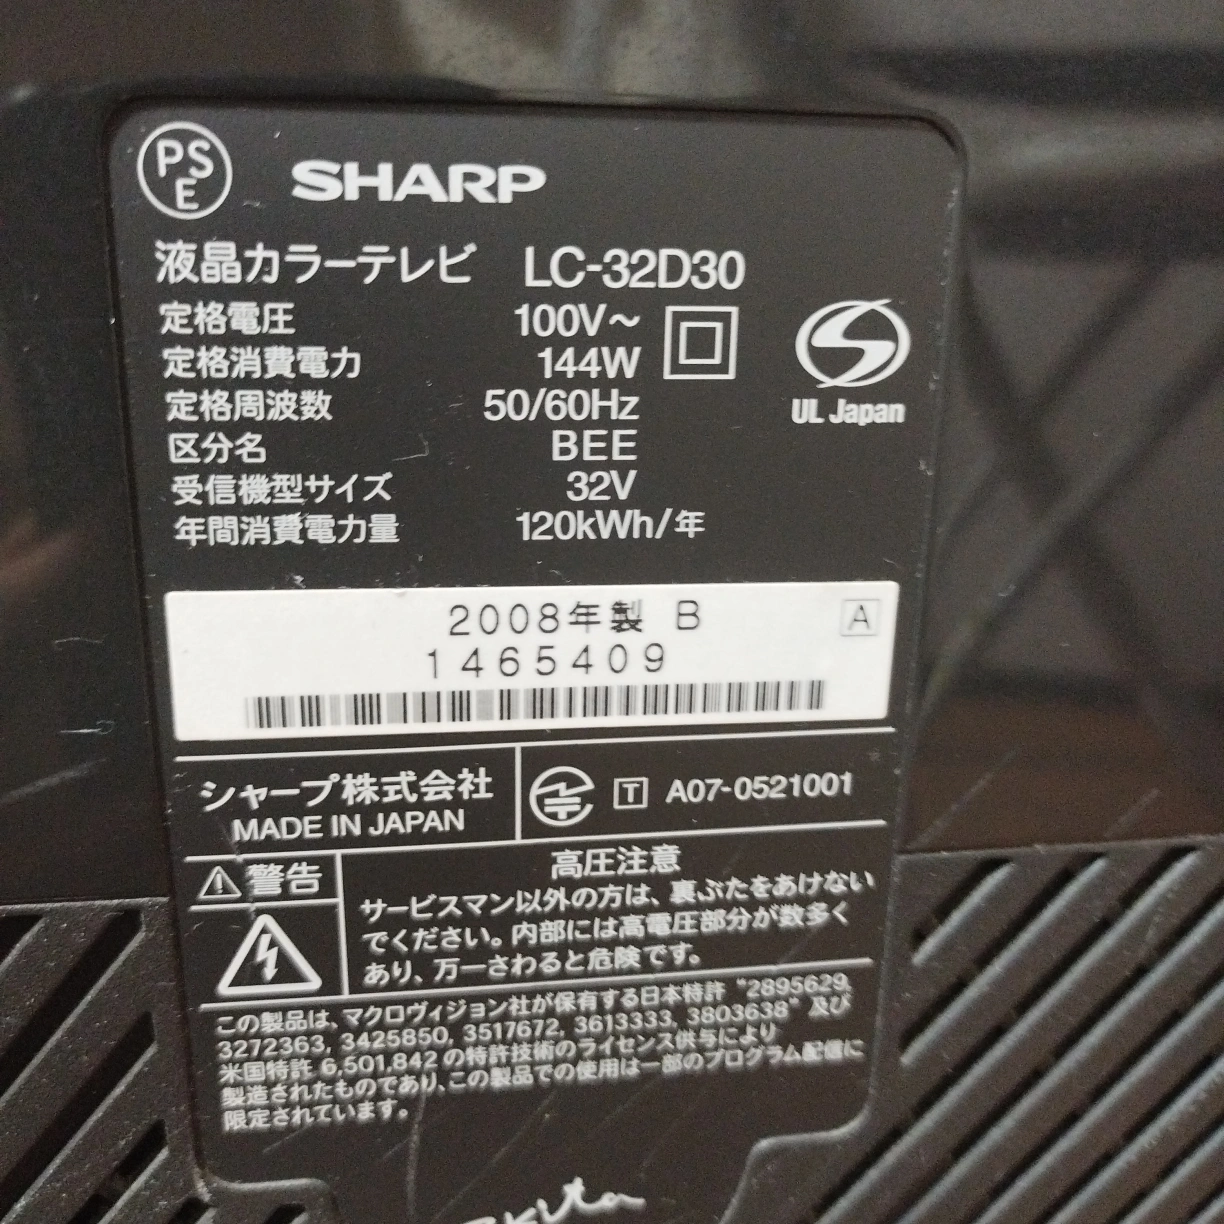 PSE
SHARP
液晶カラーテレビ LC-32D30
定格電圧 100V～
定格消費電力 144W
定格周波数 50/60Hz
区分名 BEE
受信機型サイズ 32V
年間消費電力量 120kWh/年
UL Japan
2008年製 B A
1465409
シャープ株式会社
MADE IN JAPAN
T A07-0521001
警告
高圧注意
サービスマン以外の方は、裏ぶたをあけない
でください。内部には高電圧部分が数多く
あり、万一さわると危険です。
この製品は、マクロヴィジョン社が保有する日本特許 "2895629,
3272363, 3425850, 3517672, 3613333, 3803638" 及び
米国特許 6,501,842 の特許技術のライセンス供与により
製造されたものであり、この製品での使用は一部のプログラム配信に
限定されています。